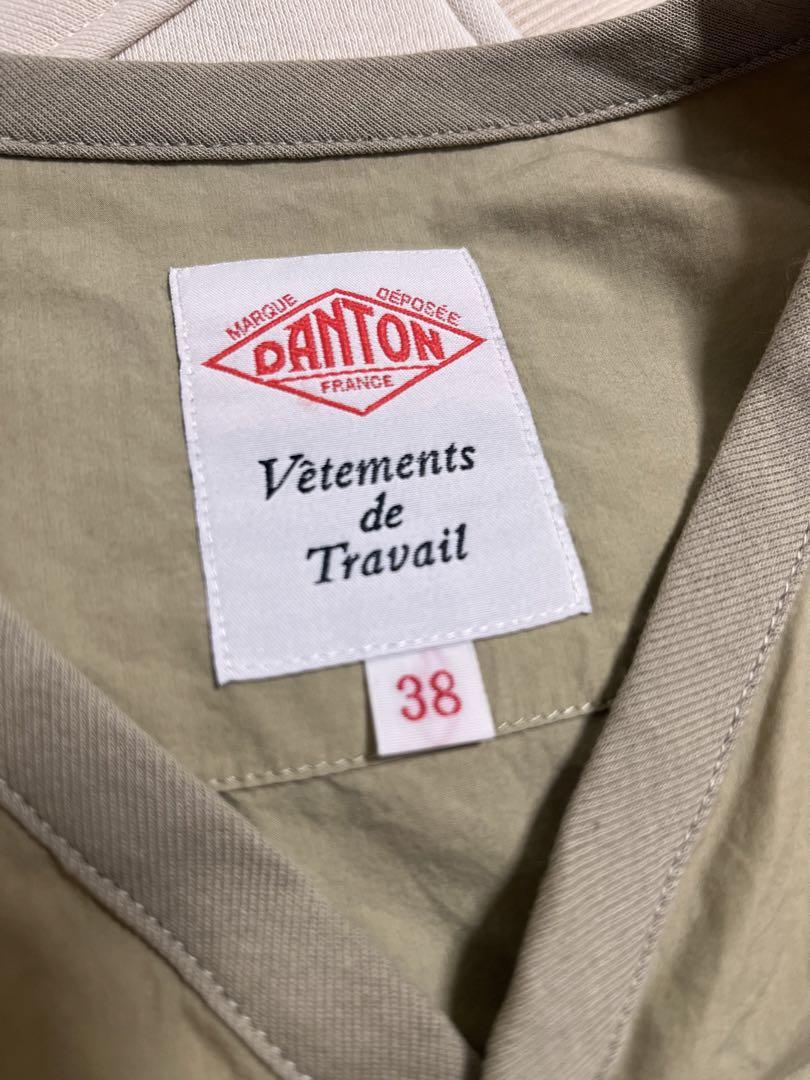 MARQUE DÉPOSÉE
DANTON
FRANCE
Vêtements
de
Travail
38